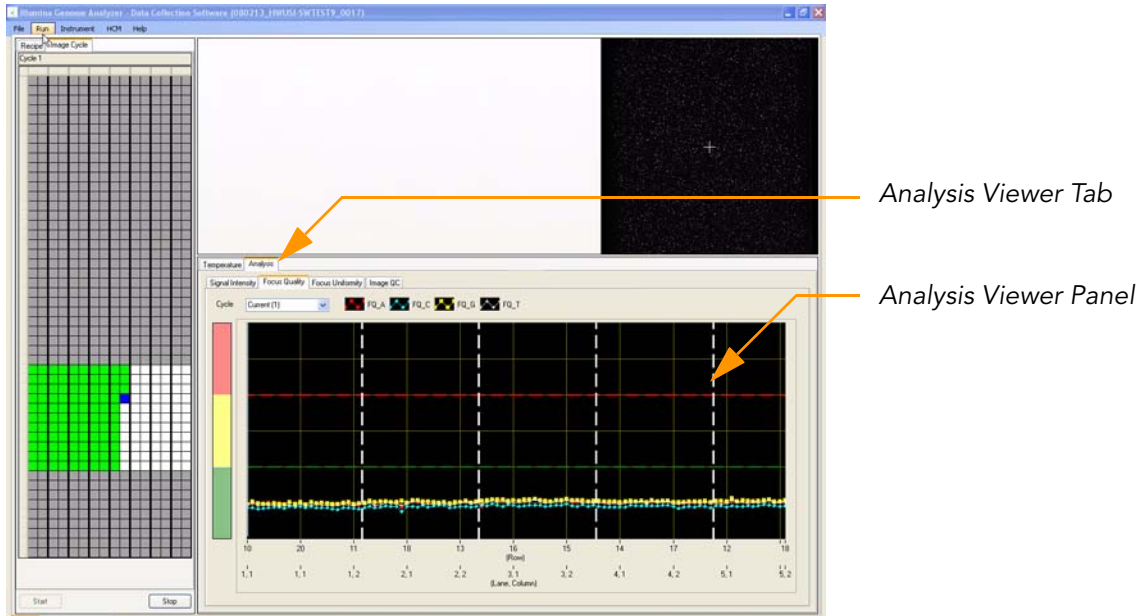 Illumina Genome Analyzer - Data Collection Software (080213_HWUSI-SWTEST9_0017)
File Run Instrument HCM Help
Recipe Image Cycle
Cycle 1
Analysis Viewer Tab
Temperature Analysis
Signal Intensity Focus Quality Focus Uniformity Image QC
Analysis Viewer Panel
Cycle Current (1) FQ_A FQ_C FQ_G FQ_T
10 20 11 18 13 16 15 14 17 12 18
(Row)
1, 1 1, 1 1, 2 2, 1 2, 2 3, 1 3, 2 4, 1 4, 2 5, 1 5, 2
(Lane, Column)
Start Stop